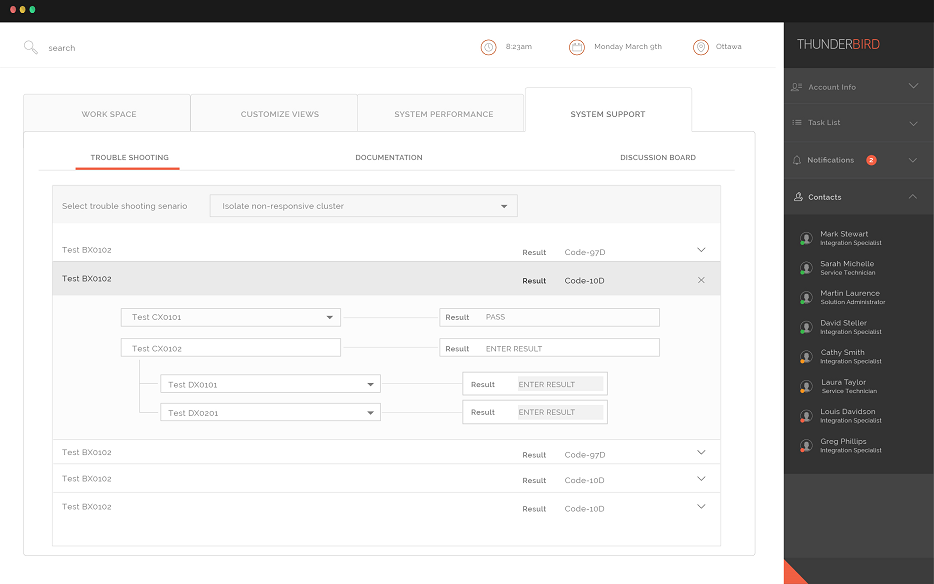 search
8:23am
Monday March 9th
Ottawa
THUNDERBIRD
WORK SPACE
CUSTOMIZE VIEWS
SYSTEM PERFORMANCE
SYSTEM SUPPORT
TROUBLE SHOOTING
DOCUMENTATION
DISCUSSION BOARD
Select trouble shooting senario
Isolate non-responsive cluster
Test BX0102 Result Code-97D
Test BX0102 Result Code-10D
Test CX0101 Result PASS
Test CX0102 Result ENTER RESULT
Test DX0101 Result ENTER RESULT
Test DX0201 Result ENTER RESULT
Test BX0102 Result Code-97D
Test BX0102 Result Code-10D
Test BX0102 Result Code-10D
Account Info
Task List
Notifications 2
Contacts
Mark Stewart
Integration Specialist
Sarah Michelle
Service Technician
Martin Laurence
Solution Administrator
David Steller
Integration Specialist
Cathy Smith
Integration Specialist
Laura Taylor
Service Technician
Louis Davidson
Integration Specialist
Greg Phillips
Integration Specialist